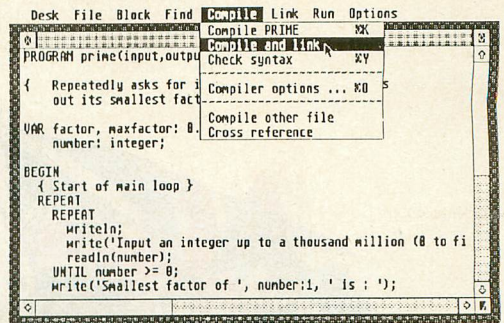 Desk File Block Find Compile Link Run Options
Compile PRIME ⌘K
Compile and link
Check syntax ⌘Y
Compiler options ... ⌘O
Compile other file
Cross reference
PROGRAM prime(input,outpu
{ Repeatedly asks for i s
out its smallest fact
VAR factor, maxfactor: 0.
number: integer;
BEGIN
{ Start of main loop }
REPEAT
REPEAT
writeln;
write('Input an integer up to a thousand million (0 to fi
readln(number);
UNTIL number >= 0;
write('Smallest factor of ', number:1, ' is : ');